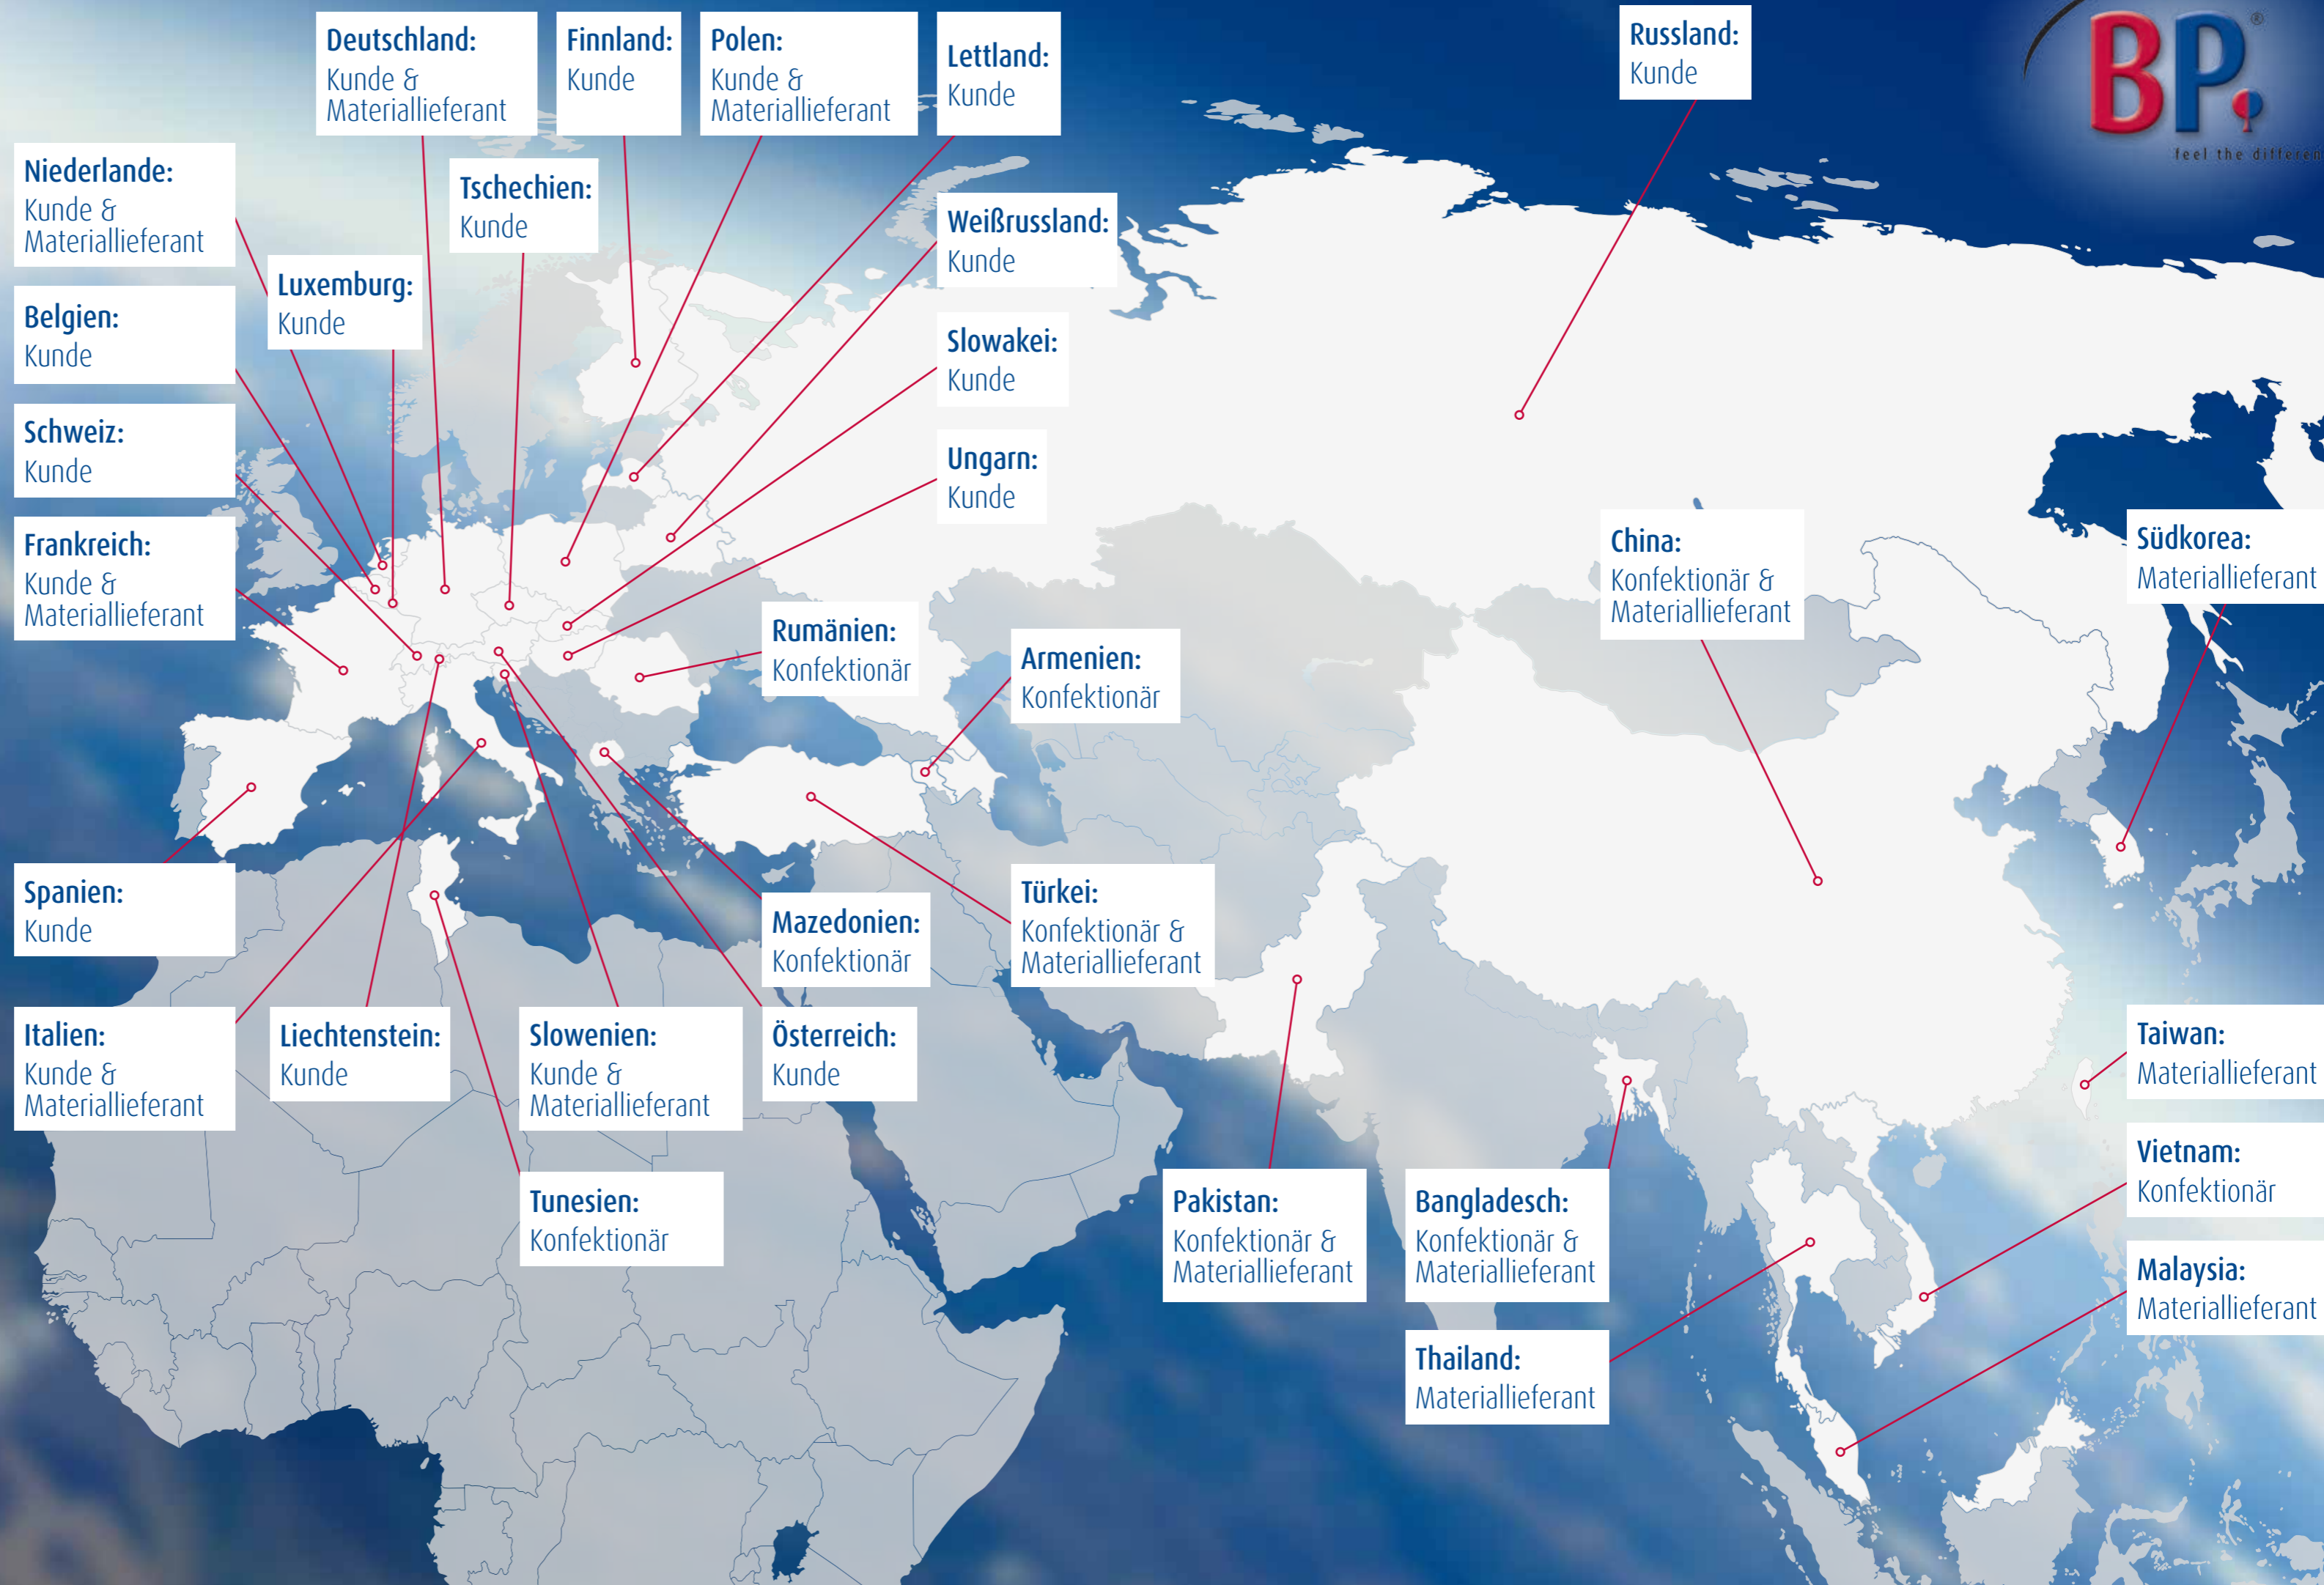 Deutschland:
Kunde &
Materiallieferant
Finnland:
Kunde
Polen:
Kunde &
Materiallieferant
Lettland:
Kunde
Russland:
Kunde
BP®
feel the differen
Niederlande:
Kunde &
Materiallieferant
Tschechien:
Kunde
Weißrussland:
Kunde
Luxemburg:
Kunde
Belgien:
Kunde
Slowakei:
Kunde
Schweiz:
Kunde
Ungarn:
Kunde
Frankreich:
Kunde &
Materiallieferant
China:
Konfektionär &
Materiallieferant
Südkorea:
Materiallieferant
Rumänien:
Konfektionär
Armenien:
Konfektionär
Spanien:
Kunde
Mazedonien:
Konfektionär
Türkei:
Konfektionär &
Materiallieferant
Italien:
Kunde &
Materiallieferant
Liechtenstein:
Kunde
Slowenien:
Kunde &
Materiallieferant
Österreich:
Kunde
Taiwan:
Materiallieferant
Tunesien:
Konfektionär
Pakistan:
Konfektionär &
Materiallieferant
Bangladesch:
Konfektionär &
Materiallieferant
Vietnam:
Konfektionär
Malaysia:
Materiallieferant
Thailand:
Materiallieferant